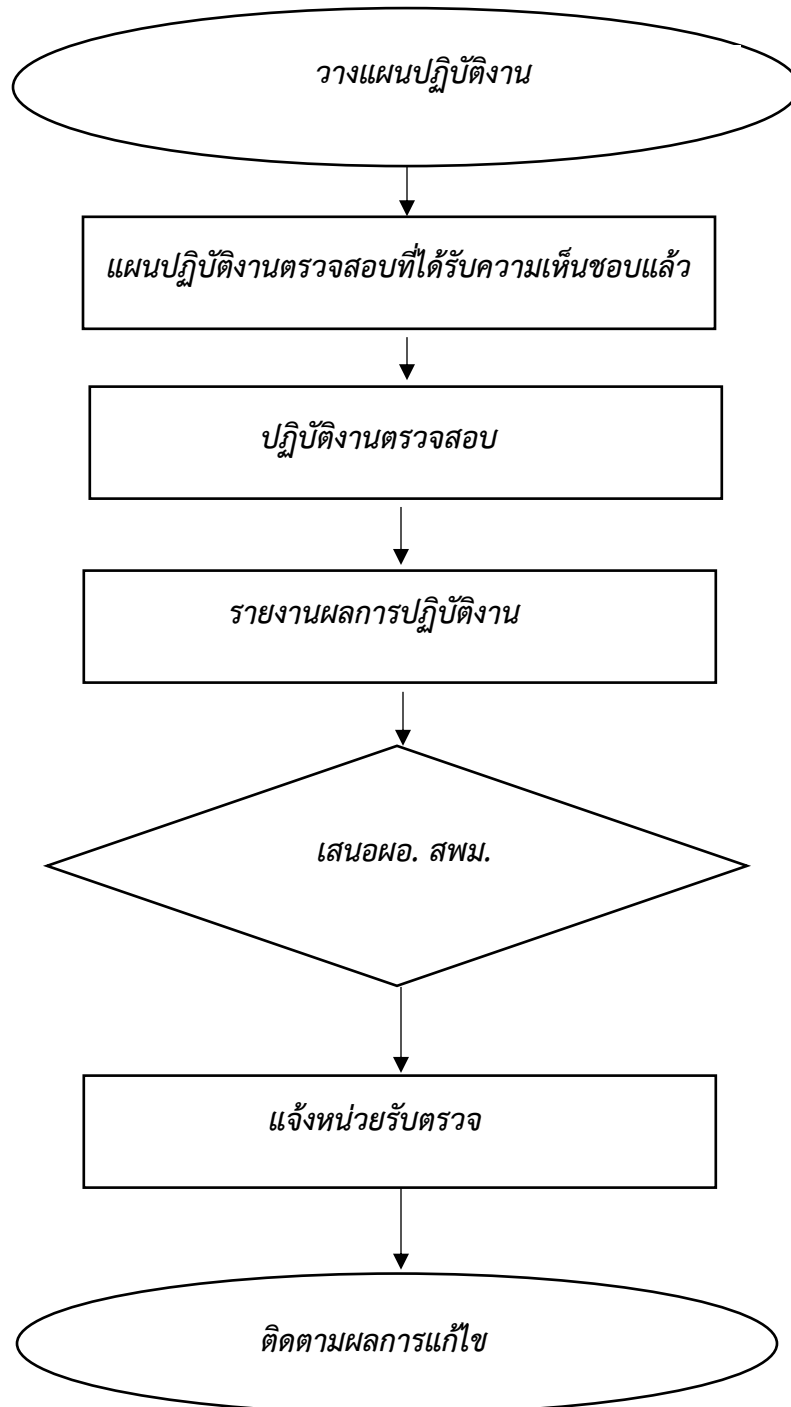 วางแผนปฏิบัติงาน
แผนปฏิบัติงานตรวจสอบที่ได้รับความเห็นชอบแล้ว
ปฏิบัติงานตรวจสอบ
รายงานผลการปฏิบัติงาน
เสนอผอ. สพม.
แจ้งหน่วยรับตรวจ
ติดตามผลการแก้ไข